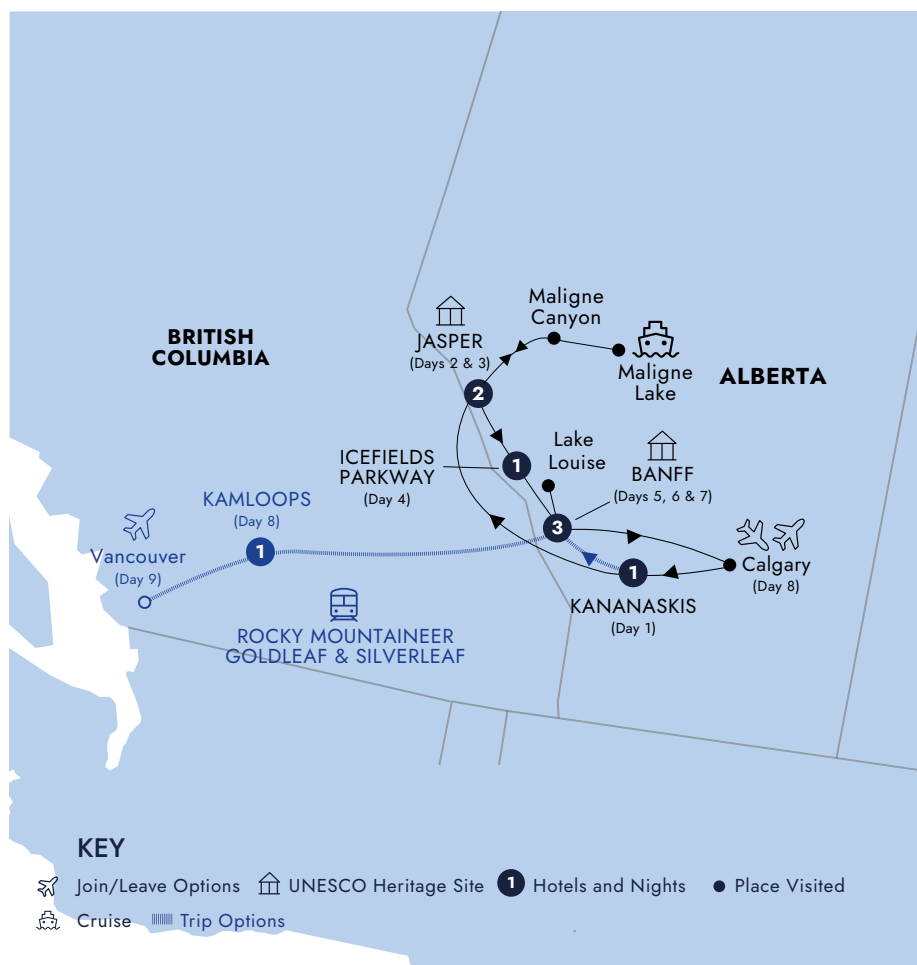 Maligne
Canyon
BRITISH
COLUMBIA
JASPER
(Days 2 & 3)
Maligne
Lake
ALBERTA
2
ICEFIELDS
PARKWAY
(Day 4)
1
Lake
Louise
BANFF
(Days 5, 6 & 7)
3
KAMLOOPS
(Day 8)
1
Vancouver
(Day 9)
Calgary
(Day 8)
1
KANANASKIS
(Day 1)
ROCKY MOUNTAINEER
GOLDLEAF & SILVERLEAF
KEY
Join/Leave Options UNESCO Heritage Site 1 Hotels and Nights Place Visited
Cruise Trip Options